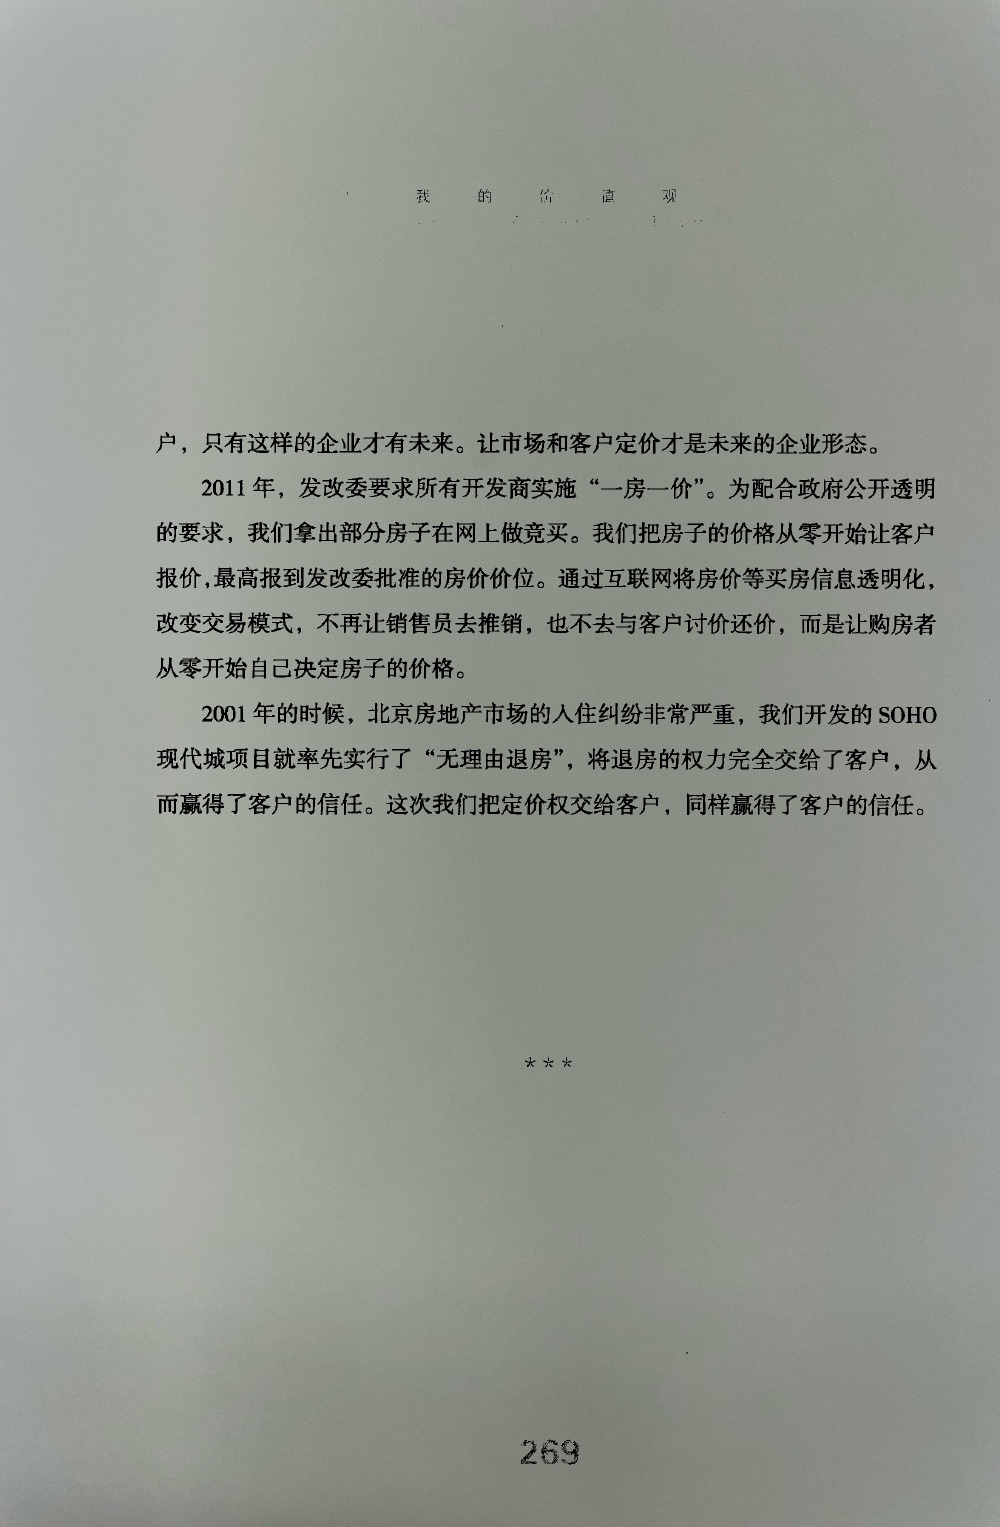 我的价值观
户，只有这样的企业才有未来。让市场和客户定价才是未来的企业形态。
2011 年，发改委要求所有开发商实施“一房一价”。为配合政府公开透明
的要求，我们拿出部分房子在网上做竞买。我们把房子的价格从零开始让客户
报价，最高报到发改委批准的房价价位。通过互联网将房价等买房信息透明化，
改变交易模式，不再让销售员去推销，也不去与客户讨价还价，而是让购房者
从零开始自己决定房子的价格。
2001 年的时候，北京房地产市场的入住纠纷非常严重，我们开发的 SOHO
现代城项目就率先实行了“无理由退房”，将退房的权力完全交给了客户，从
而赢得了客户的信任。这次我们把定价权交给客户，同样赢得了客户的信任。
***
269